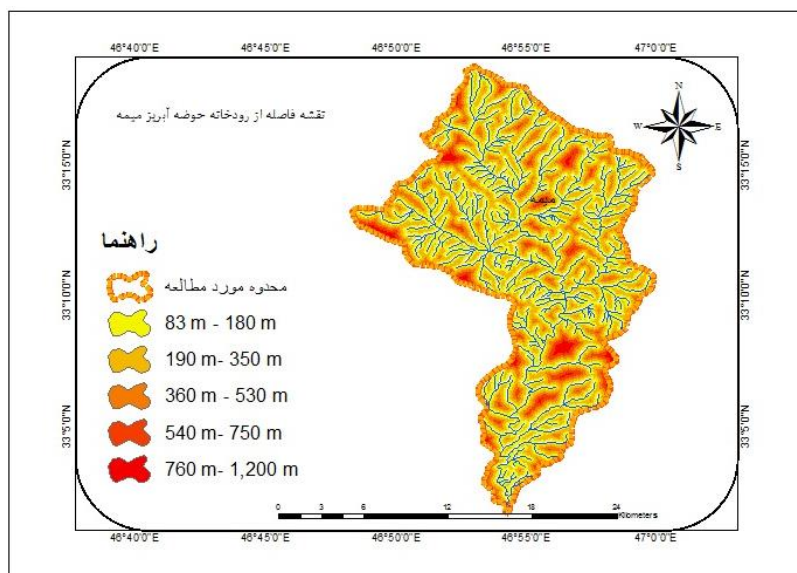 46°40'0"E 46°45'0"E 46°50'0"E 46°55'0"E 47°0'0"E
نقشه فاصله از رودخانه حوضه آبریز میمه
N
W E
S
33°15'0"N 33°15'0"N
میمه
راهنما
محدوه مورد مطالعه
33°10'0"N 33°10'0"N
83 m - 180 m
190 m- 350 m
360 m - 530 m
33°5'0"N 33°5'0"N
540 m- 750 m
760 m- 1,200 m
0 3 6 12 18 24
Kilometers
46°40'0"E 46°45'0"E 46°50'0"E 46°55'0"E 47°0'0"E